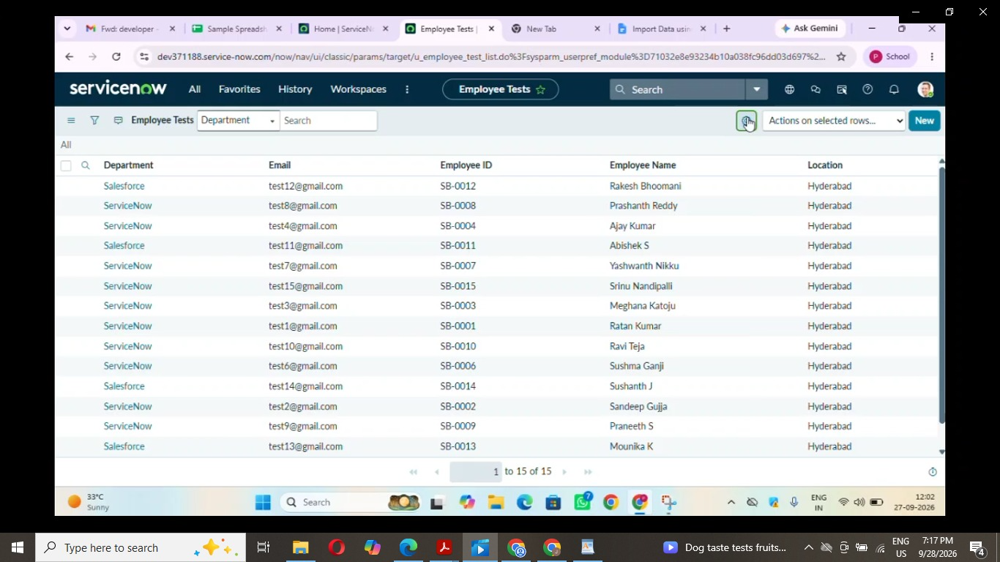 Fwd: developer -
Sample Spreadsh
Home | ServiceN
Employee Tests |
New Tab
Import Data usin
Ask Gemini
dev371188.service-now.com/now/nav/ui/classic/params/target/u_employee_test_list.do%3Fsysparm_userpref_module%3D71032e8e93234b10a038fc96dd03d697%2...
P School
servicenow All Favorites History Workspaces Employee Tests Search
Employee Tests Department Search Actions on selected rows... New
All
Department Email Employee ID Employee Name Location
Salesforce test12@gmail.com SB-0012 Rakesh Bhoomani Hyderabad
ServiceNow test8@gmail.com SB-0008 Prashanth Reddy Hyderabad
ServiceNow test4@gmail.com SB-0004 Ajay Kumar Hyderabad
Salesforce test11@gmail.com SB-0011 Abishek S Hyderabad
ServiceNow test7@gmail.com SB-0007 Yashwanth Nikku Hyderabad
ServiceNow test15@gmail.com SB-0015 Srinu Nandipalli Hyderabad
ServiceNow test3@gmail.com SB-0003 Meghana Katoju Hyderabad
ServiceNow test1@gmail.com SB-0001 Ratan Kumar Hyderabad
ServiceNow test10@gmail.com SB-0010 Ravi Teja Hyderabad
ServiceNow test6@gmail.com SB-0006 Sushma Ganji Hyderabad
Salesforce test14@gmail.com SB-0014 Sushanth J Hyderabad
ServiceNow test2@gmail.com SB-0002 Sandeep Gujja Hyderabad
ServiceNow test9@gmail.com SB-0009 Praneeth S Hyderabad
Salesforce test13@gmail.com SB-0013 Mounika K Hyderabad
1 to 15 of 15
33°C
Sunny
Search
7
ENG
IN
12:02
27-09-2026
Type here to search
Dog taste tests fruits...
ENG
US
7:17 PM
9/28/2026
4